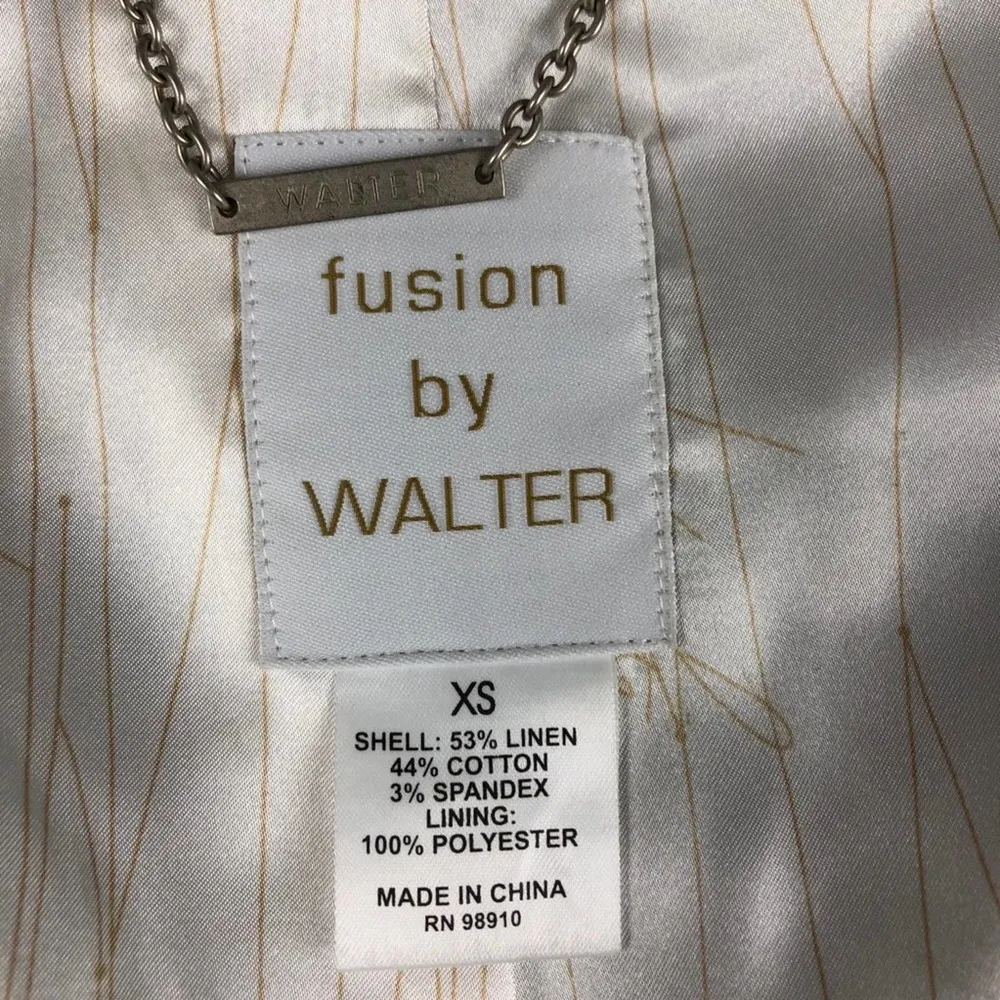 WALTER
fusion
by
WALTER
XS
SHELL: 53% LINEN
44% COTTON
3% SPANDEX
LINING:
100% POLYESTER
MADE IN CHINA
RN 98910